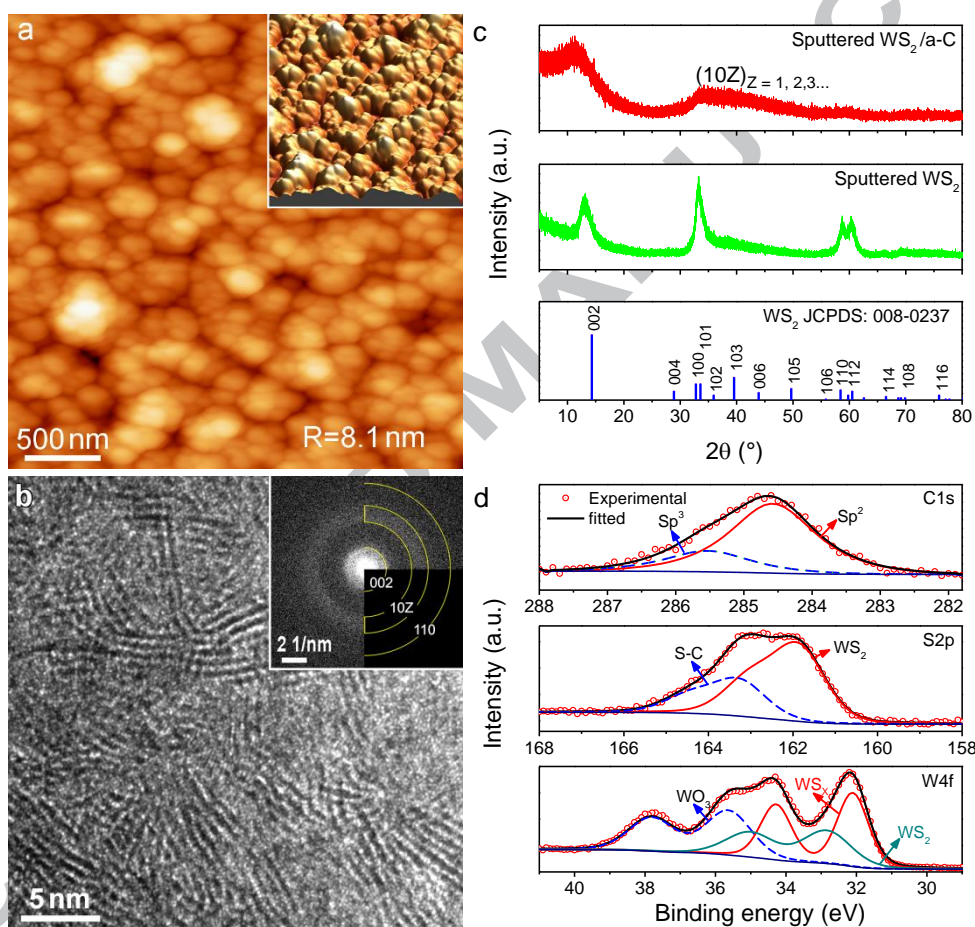 a
500 nm
R=8.1 nm
b
002
10Z
110
2 1/nm
5 nm
c
Sputtered WS₂/a-C
(10Z) Z = 1, 2,3...
Sputtered WS₂
WS₂ JCPDS: 008-0237
002
004
100
101
102
103
006
105
106
110
112
114
108
116
10 20 30 40 50 60 70 80
2θ (°)
Intensity (a.u.)
d
Experimental
fitted
C1s
Sp³
Sp²
288 287 286 285 284 283 282
S2p
S-C
WS₂
168 166 164 162 160 158
W4f
WO₃
WSₓ
WS₂
40 38 36 34 32 30
Binding energy (eV)
Intensity (a.u.)